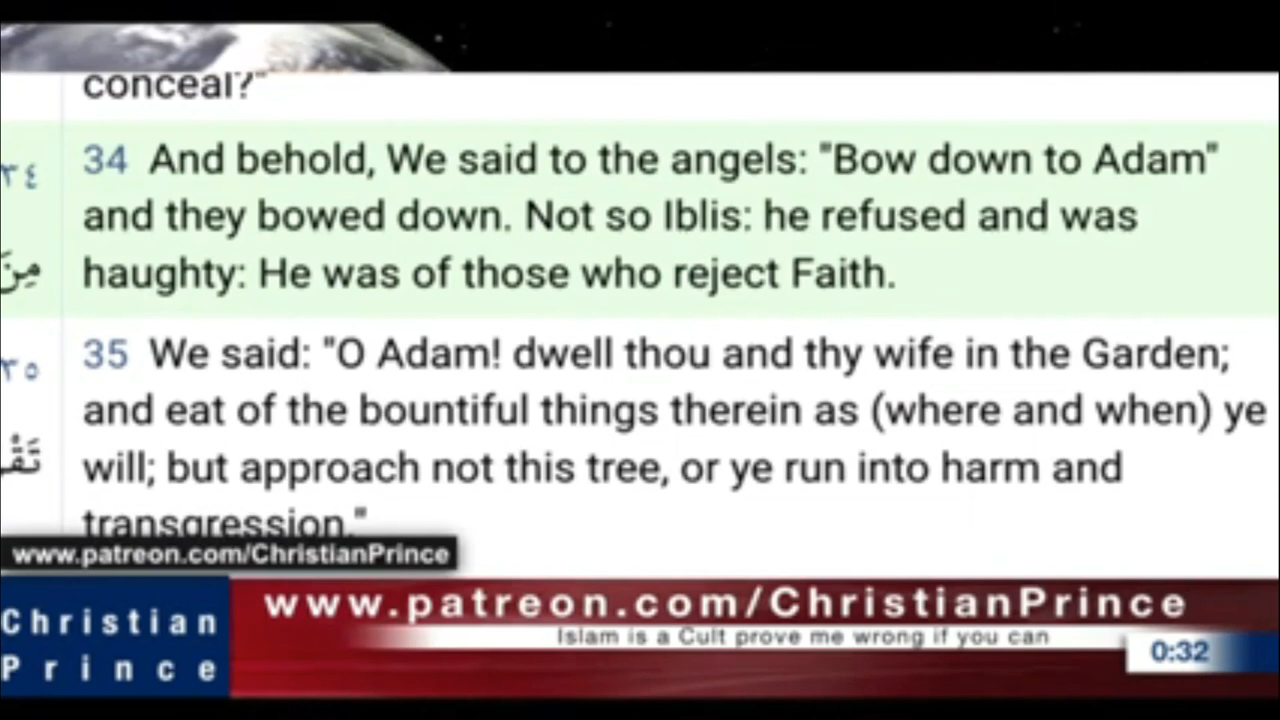 conceal?"
٣٤
34 And behold, We said to the angels: "Bow down to Adam"
and they bowed down. Not so Iblis: he refused and was
مِنَ
haughty: He was of those who reject Faith.
٣٥
35 We said: "O Adam! dwell thou and thy wife in the Garden;
and eat of the bountiful things therein as (where and when) ye
will; but approach not this tree, or ye run into harm and
transgression."
www.patreon.com/ChristianPrince
Christian
Prince
www.patreon.com/ChristianPrince
Islam is a Cult prove me wrong if you can
0:32